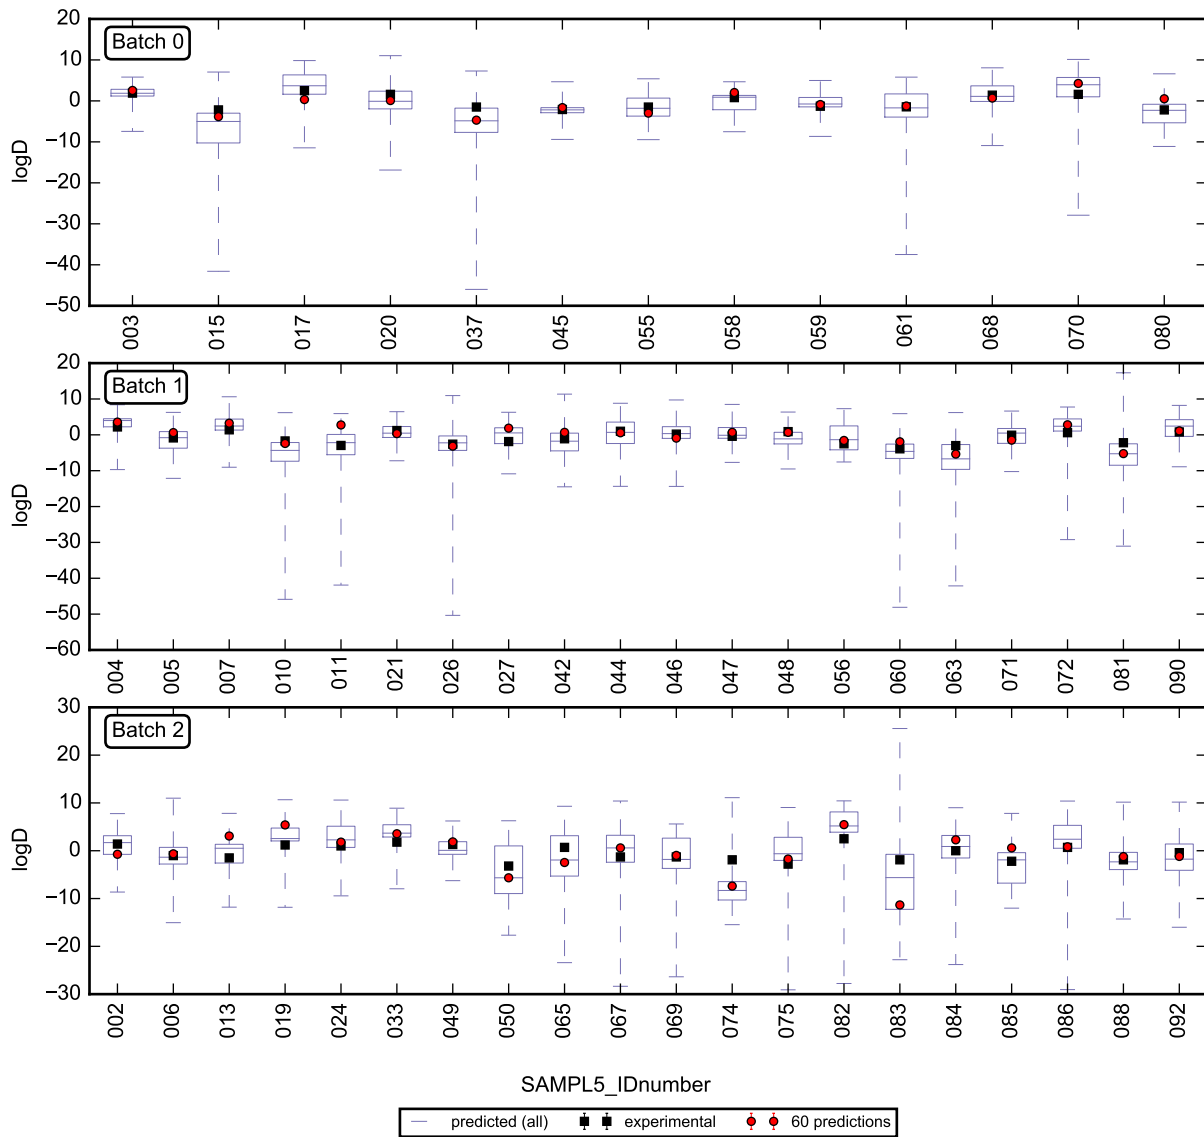 20
Batch 0
10
0
−10
−20
−30
−40
−50
logD
003 015 017 020 037 045 055 058 059 061 068 070 080
20
Batch 1
10
0
−10
−20
−30
−40
−50
−60
logD
004 005 007 010 011 021 026 027 042 044 046 047 048 056 060 063 071 072 081 090
30
Batch 2
20
10
0
−10
−20
−30
logD
002 006 013 019 024 033 049 050 065 067 069 074 075 082 083 084 085 086 088 092
SAMPL5_IDnumber
predicted (all) experimental 60 predictions